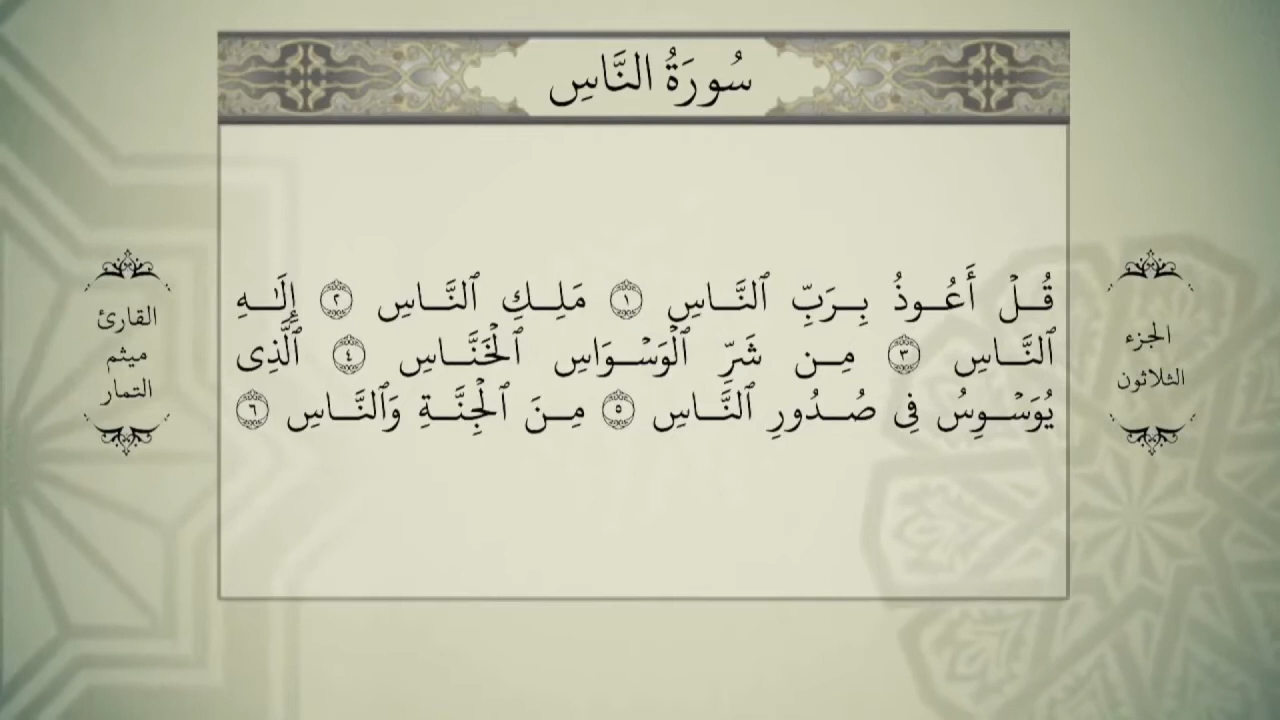 سُورَةُ النَّاسِ
قُلْ أَعُوذُ بِرَبِّ ٱلنَّاسِ ١ مَلِكِ ٱلنَّاسِ ٢ إِلَٰهِ
ٱلنَّاسِ ٣ مِن شَرِّ ٱلْوَسْوَاسِ ٱلْخَنَّاسِ ٤ ٱلَّذِى
يُوَسْوِسُ فِى صُدُورِ ٱلنَّاسِ ٥ مِنَ ٱلْجِنَّةِ وَٱلنَّاسِ ٦
الجزء
الثلاثون
القارئ
ميثم
التمار